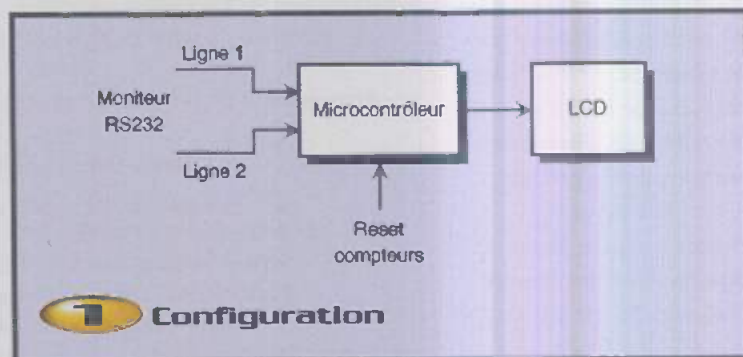 Ligne 1
Moniteur
RS232
Ligne 2
Microcontrôleur
LCD
Reset
compteurs
1 Configuration